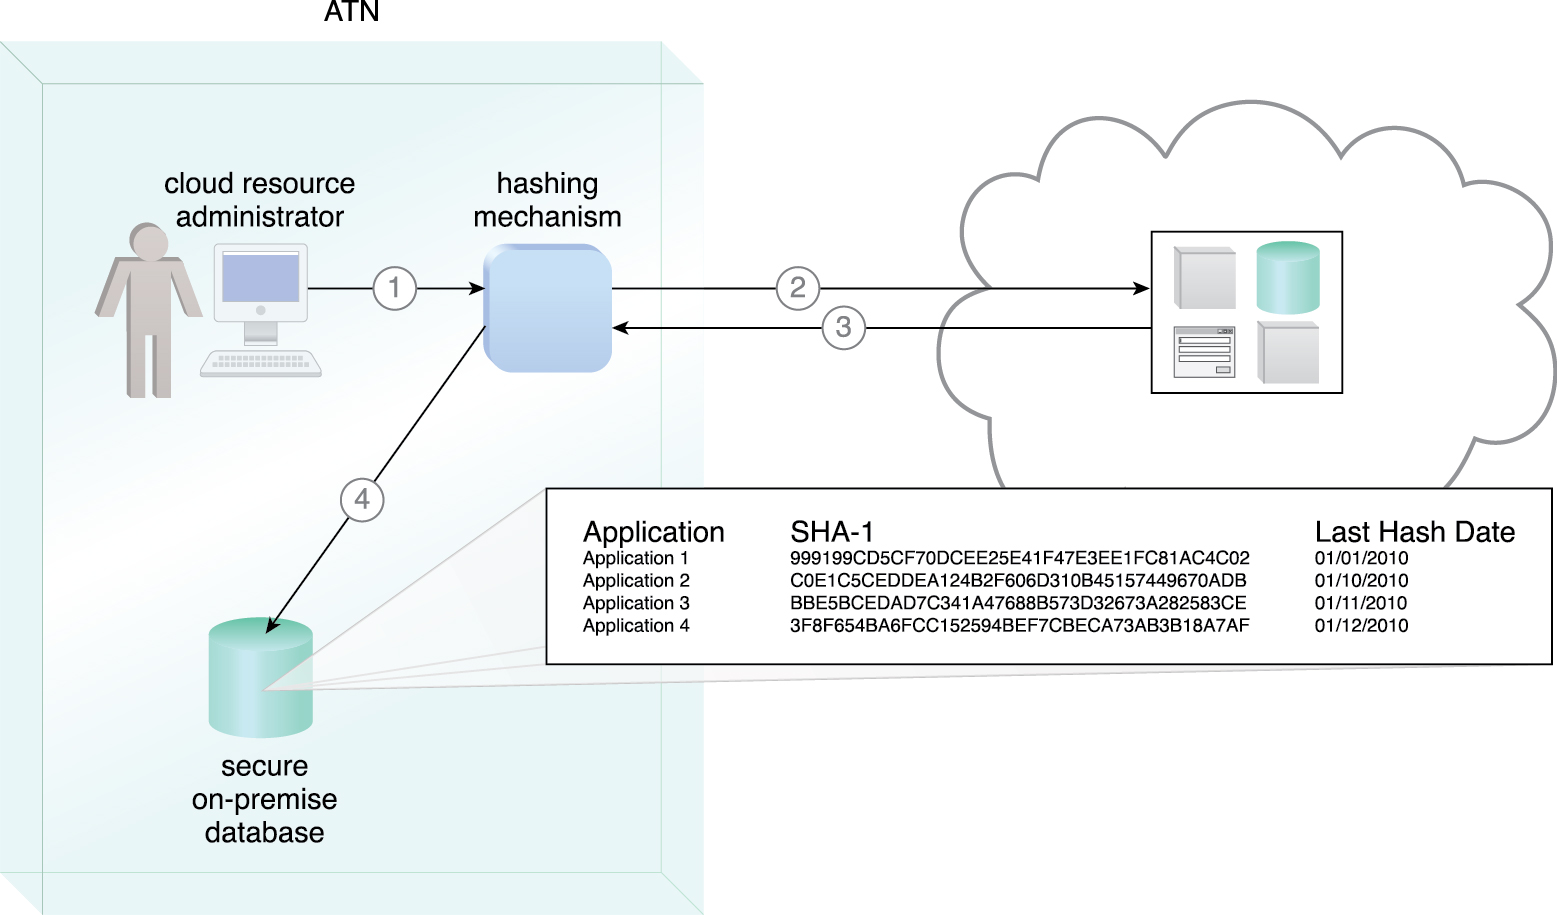 ATN
cloud resource
administrator
hashing
mechanism
1
2
3
4
Application SHA-1 Last Hash Date
Application 1 999199CD5CF70DCEE25E41F47E3EE1FC81AC4C02 01/01/2010
Application 2 C0E1C5CEDDEA124B2F606D310B45157449670ADB 01/10/2010
Application 3 BBE5BCEDAD7C341A47688B573D32673A282583CE 01/11/2010
Application 4 3F8F654BA6FCC152594BEF7CBECA73AB3B18A7AF 01/12/2010
secure
on-premise
database